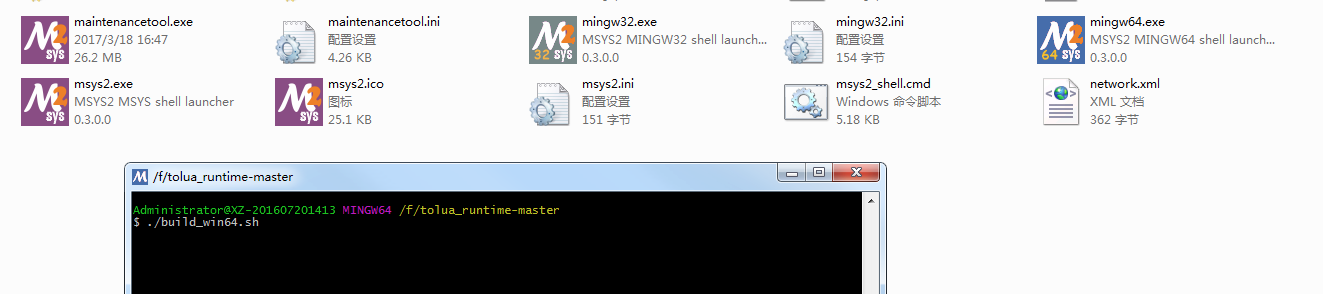 maintenancetool.exe
2017/3/18 16:47
26.2 MB
maintenancetool.ini
配置设置
4.26 KB
mingw32.exe
MSYS2 MINGW32 shell launch...
0.3.0.0
mingw32.ini
配置设置
154 字节
mingw64.exe
MSYS2 MINGW64 shell launch...
0.3.0.0
msys2.exe
MSYS2 MSYS shell launcher
0.3.0.0
msys2.ico
图标
25.1 KB
msys2.ini
配置设置
151 字节
msys2_shell.cmd
Windows 命令脚本
5.18 KB
network.xml
XML 文档
362 字节
/f/tolua_runtime-master
Administrator@XZ-201607201413 MINGW64 /f/tolua_runtime-master
$ ./build_win64.sh